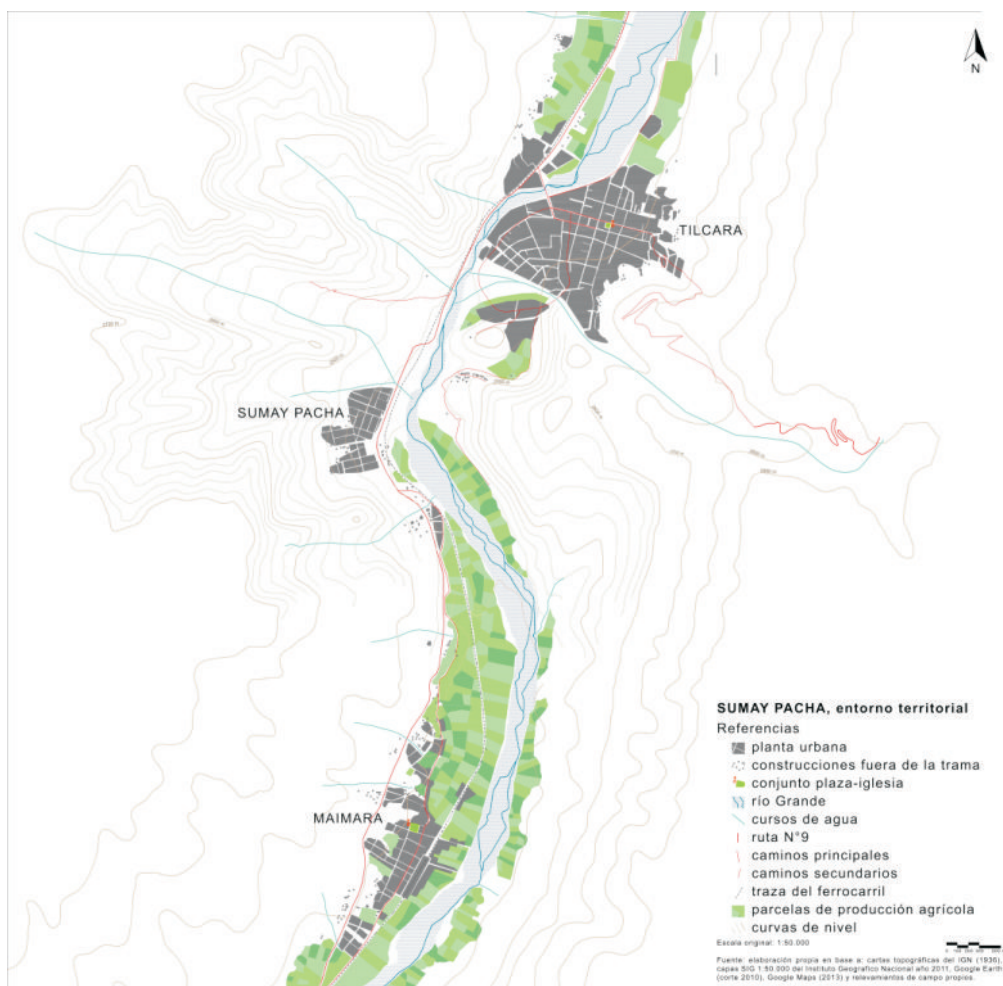 N
TILCARA
SUMAY PACHA
MAIMARA
SUMAY PACHA, entorno territorial
Referencias
planta urbana
construcciones fuera de la trama
conjunto plaza-iglesia
río Grande
cursos de agua
ruta N°9
caminos principales
caminos secundarios
traza del ferrocarril
parcelas de producción agrícola
curvas de nivel
Escala original: 1:50.000
Fuente: elaboración propia en base a: cartas topográficas del IGN (1936),
capas SIG 1:50.000 del Instituto Geografico Nacional año 2011, Google Earth
(corte 2010), Google Maps (2013) y relevamientos de campo propios.